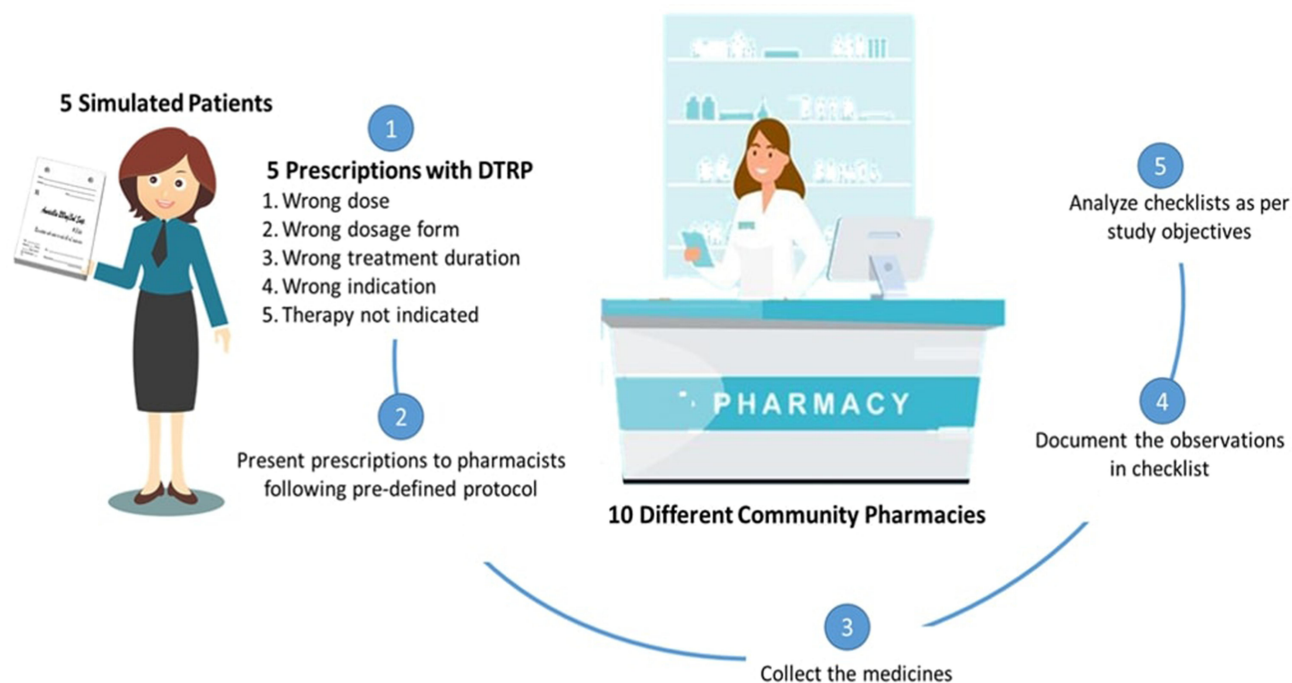 5 Simulated Patients
1
5 Prescriptions with DTRP
1. Wrong dose
2. Wrong dosage form
3. Wrong treatment duration
4. Wrong indication
5. Therapy not indicated
2
Present prescriptions to pharmacists
following pre-defined protocol
PHARMACY
10 Different Community Pharmacies
3
Collect the medicines
4
Document the observations
in checklist
5
Analyze checklists as per
study objectives